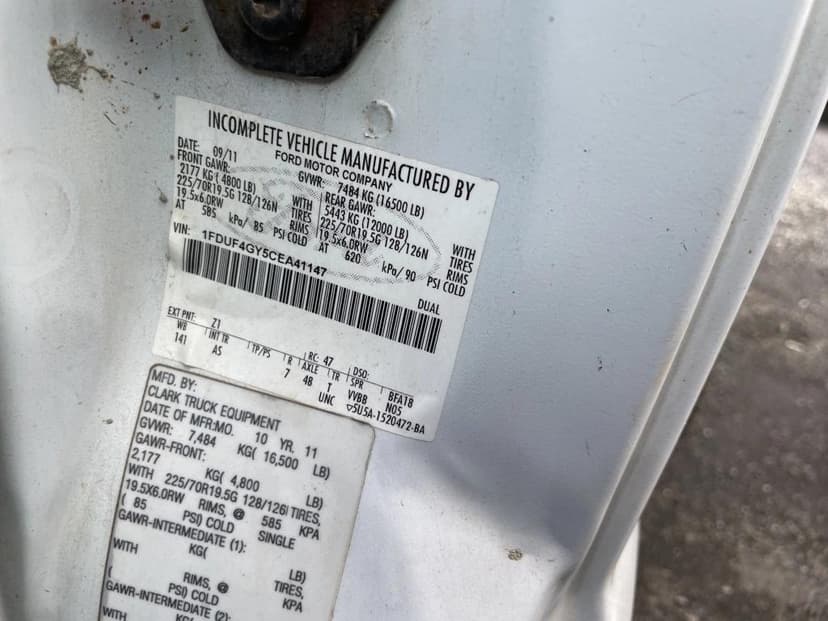 INCOMPLETE VEHICLE MANUFACTURED BY
FORD MOTOR COMPANY
DATE: 09/11 GVWR: 7484 KG (16500 LB)
FRONT GAWR: REAR GAWR:
2177 KG (4800 LB) WITH 5443 KG (12000 LB) WITH
225/70R19.5G 128/126N TIRES 225/70R19.5G 128/126N TIRES
19.5x6.0RW RIMS 19.5x6.0RW RIMS
AT 585 kPa/ 85 PSI COLD AT 620 kPa/ 90 PSI COLD
VIN: 1FDUF4GY5CEA41147 DUAL
EXT PNT: Z1 RC: 47 DSO:
WB INT TR TP/PS R AXLE TR SPR BFA18
141 AS 7 48 T VVBB N05
UNC 5U5A-1520472-BA
MFD. BY:
CLARK TRUCK EQUIPMENT
DATE OF MFR:MO. 10 YR. 11
GVWR: 7,484 KG( 16,500 LB)
GAWR-FRONT:
2,177 KG( 4,800 LB)
WITH 225/70R19.5G 128/126 TIRES,
19.5X6.0RW RIMS, @ 585 KPA
( 85 PSI) COLD SINGLE
GAWR-INTERMEDIATE (1):
KG( LB)
WITH TIRES,
RIMS, @ KPA
( PSI) COLD
GAWR-INTERMEDIATE (2):
KG(
WITH